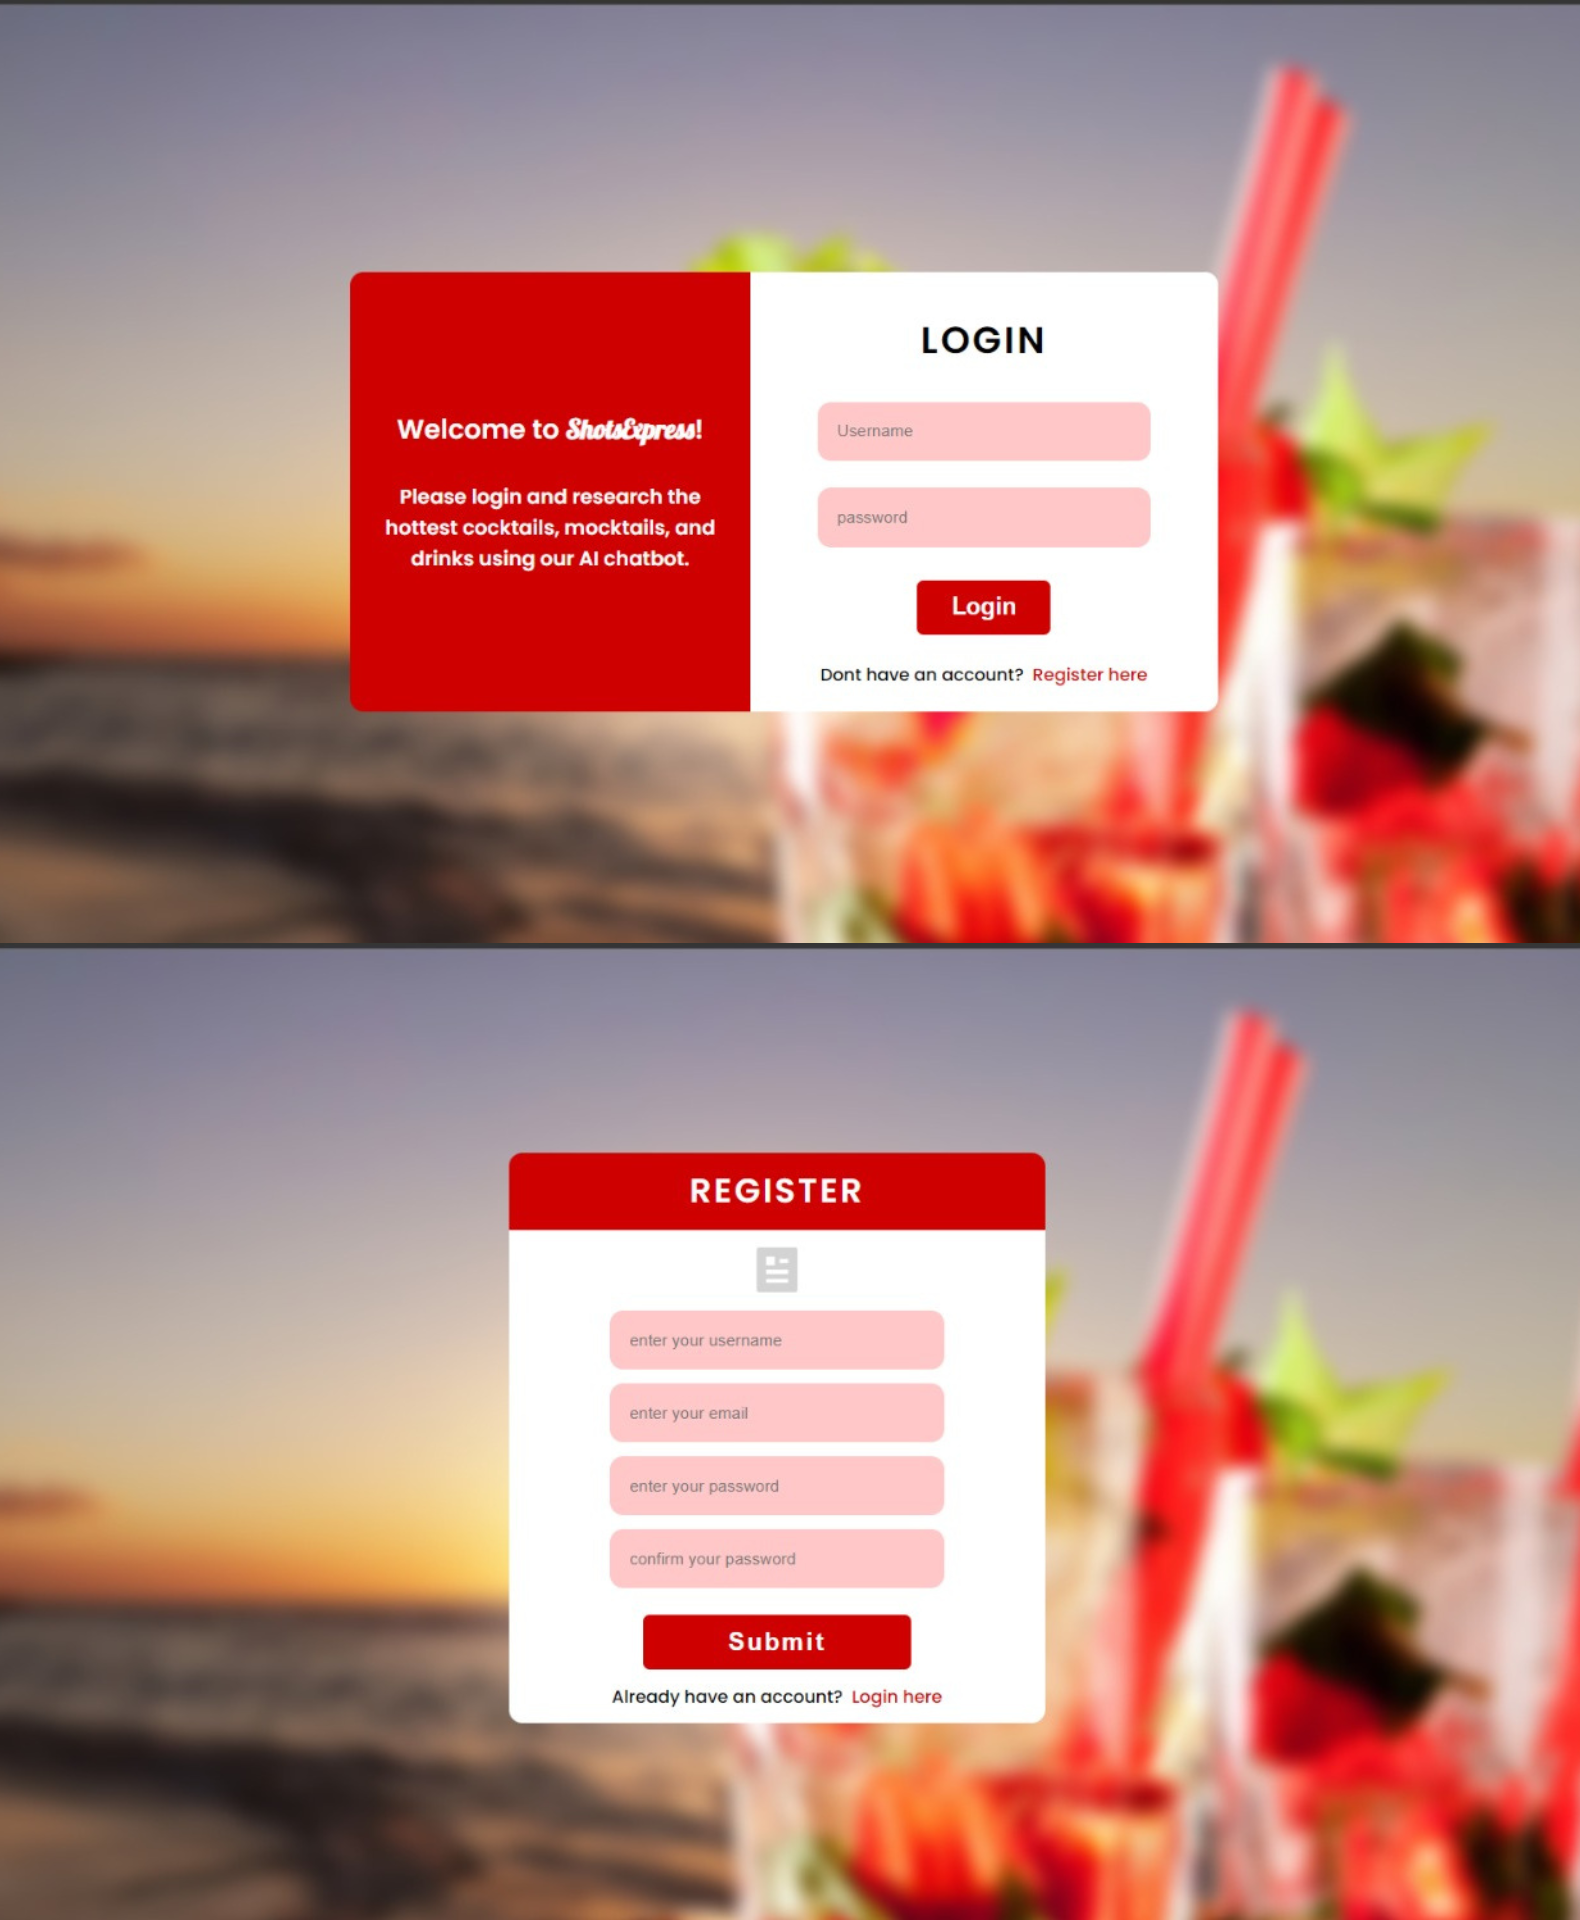 Welcome to ShotsExpress!
Please login and research the
hottest cocktails, mocktails, and
drinks using our AI chatbot.
LOGIN
Username
password
Login
Dont have an account? Register here
REGISTER
enter your username
enter your email
enter your password
confirm your password
Submit
Already have an account? Login here